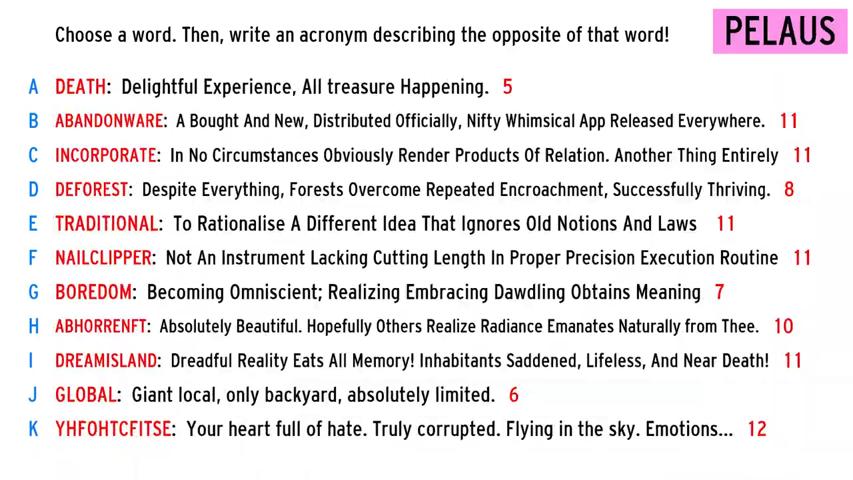 Choose a word. Then, write an acronym describing the opposite of that word!
PELAUS
A DEATH: Delightful Experience, All treasure Happening. 5
B ABANDONWARE: A Bought And New, Distributed Officially, Nifty Whimsical App Released Everywhere. 11
C INCORPORATE: In No Circumstances Obviously Render Products Of Relation. Another Thing Entirely 11
D DEFOREST: Despite Everything, Forests Overcome Repeated Encroachment, Successfully Thriving. 8
E TRADITIONAL: To Rationalise A Different Idea That Ignores Old Notions And Laws 11
F NAILCLIPPER: Not An Instrument Lacking Cutting Length In Proper Precision Execution Routine 11
G BOREDOM: Becoming Omniscient; Realizing Embracing Dawdling Obtains Meaning 7
H ABHORRENFT: Absolutely Beautiful. Hopefully Others Realize Radiance Emanates Naturally from Thee. 10
I DREAMISLAND: Dreadful Reality Eats All Memory! Inhabitants Saddened, Lifeless, And Near Death! 11
J GLOBAL: Giant local, only backyard, absolutely limited. 6
K YHFOHTCFITSE: Your heart full of hate. Truly corrupted. Flying in the sky. Emotions... 12